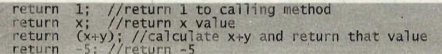 return 1; //return 1 to calling method
return x; //return x value
return (x+y); //calculate x+y and return that value
return -5; //return -5